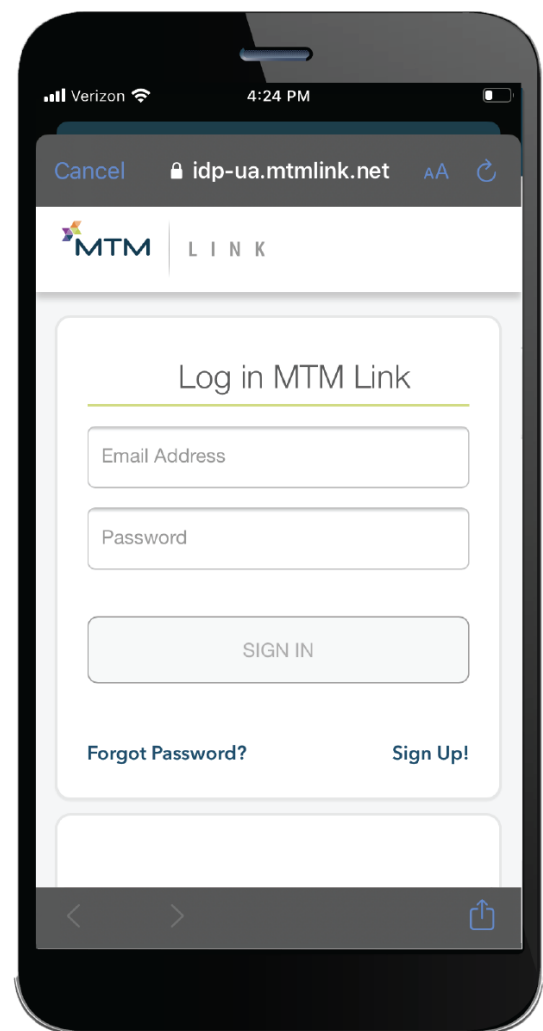 Verizon 4:24 PM
Cancel idp-ua.mtmlink.net AA
MTM LINK
Log in MTM Link
Email Address
Password
SIGN IN
Forgot Password? Sign Up!